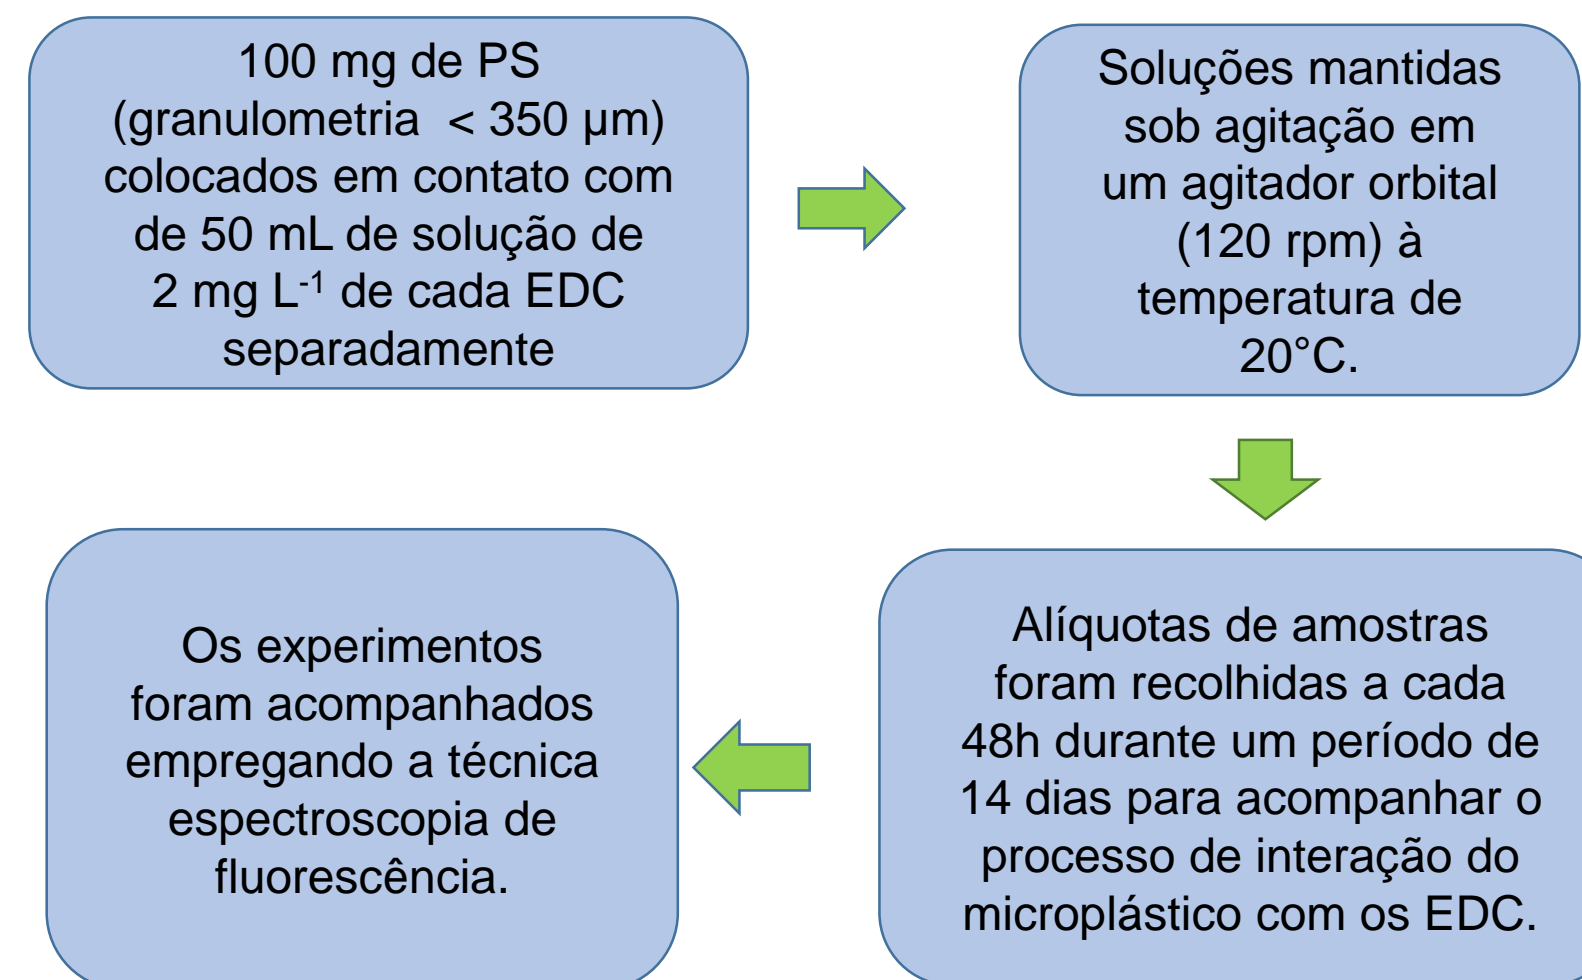 100 mg de PS
(granulometria  < 350 µm)
colocados em contato com
de 50 mL de solução de
2 mg L⁻¹ de cada EDC
separadamente
Soluções mantidas
sob agitação em
um agitador orbital
(120 rpm) à
temperatura de
20°C.
Alíquotas de amostras
foram recolhidas a cada
48h durante um período de
14 dias para acompanhar o
processo de interação do
microplástico com os EDC.
Os experimentos
foram acompanhados
empregando a técnica
espectroscopia de
fluorescência.